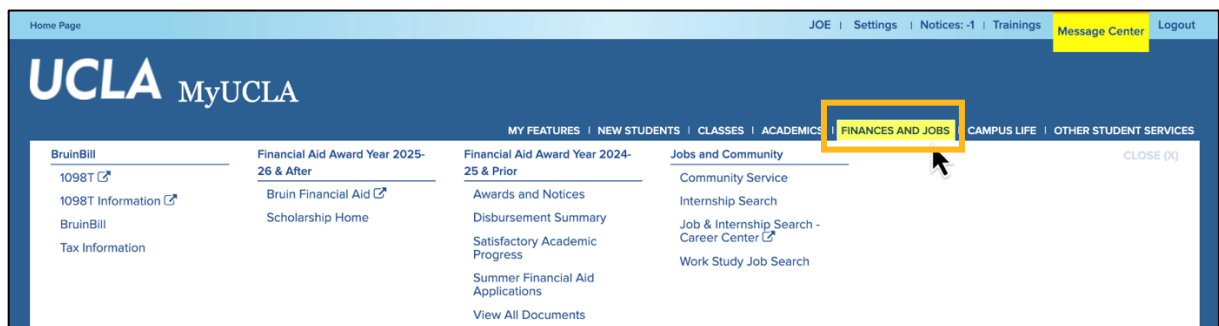 Home Page
JOE | Settings | Notices: -1 | Trainings Message Center Logout
UCLA MyUCLA
MY FEATURES | NEW STUDENTS | CLASSES | ACADEMICS | FINANCES AND JOBS | CAMPUS LIFE | OTHER STUDENT SERVICES
CLOSE (X)
BruinBill
1098T
1098T Information
BruinBill
Tax Information
Financial Aid Award Year 2025-
26 & After
Bruin Financial Aid
Scholarship Home
Financial Aid Award Year 2024-
25 & Prior
Awards and Notices
Disbursement Summary
Satisfactory Academic
Progress
Summer Financial Aid
Applications
View All Documents
Jobs and Community
Community Service
Internship Search
Job & Internship Search -
Career Center
Work Study Job Search